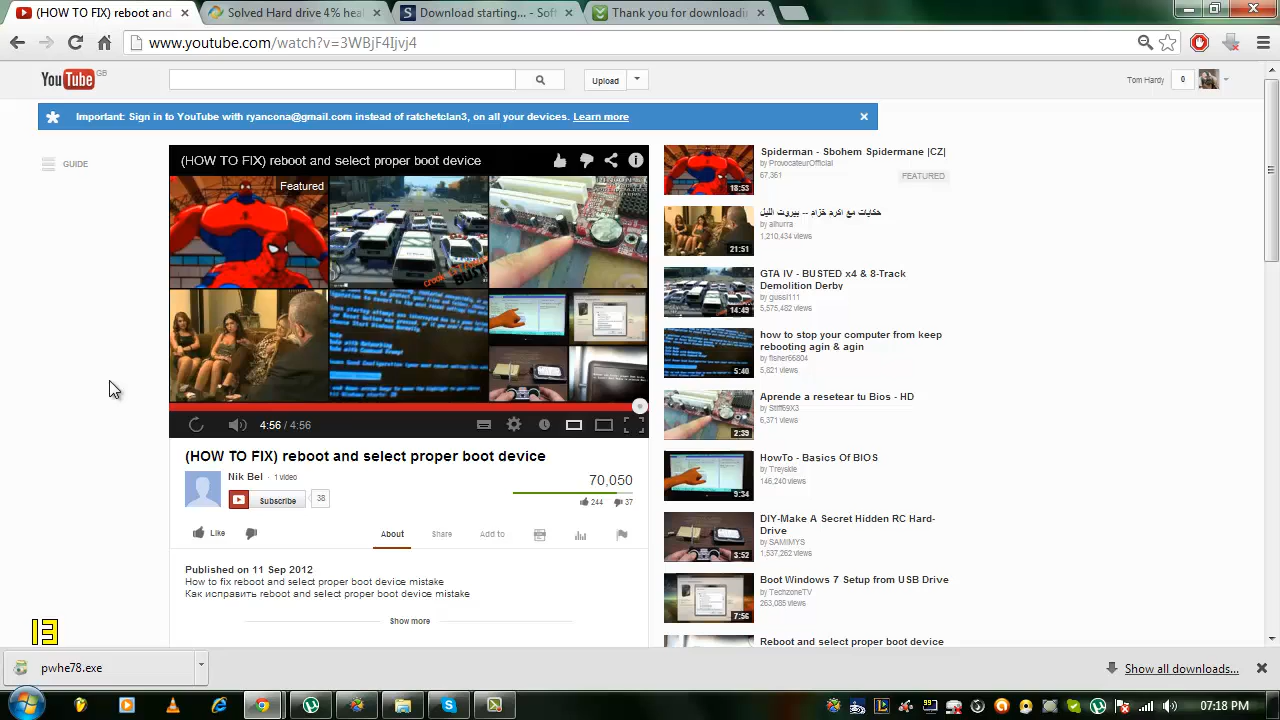 (HOW TO FIX) reboot and
Solved Hard drive 4% heal
Download starting... - Soft
Thank you for downloadin
www.youtube.com/watch?v=3WBjF4Ijvj4
YouTube GB
Upload
Tom Hardy
0
Important: Sign in to YouTube with ryancona@gmail.com instead of ratchetclan3, on all your devices. Learn more
GUIDE
(HOW TO FIX) reboot and select proper boot device
Featured
4:56 / 4:56
(HOW TO FIX) reboot and select proper boot device
Nik Bel · 1 video
Subscribe
38
70,050
244
37
Like
About
Share
Add to
Published on 11 Sep 2012
How to fix reboot and select proper boot device mistake
Как исправить reboot and select proper boot device mistake
Show more
Spiderman - Sbohem Spidermane |CZ|
by ProvocateurOfficial
67,361
FEATURED
18:53
حكايات مع اكرم خزام -- بيروت الليل
by alhurra
1,210,434 views
21:51
GTA IV - BUSTED x4 & 8-Track
Demolition Derby
by gussi111
5,575,482 views
14:49
how to stop your computer from keep
rebooting agin & agin
by fisher66804
5,821 views
5:40
Aprende a resetear tu Bios - HD
by Stiff69X3
6,371 views
2:39
HowTo - Basics Of BIOS
by Treyskie
146,240 views
9:34
DIY-Make A Secret Hidden RC Hard-
Drive
by SAMIMYS
1,537,262 views
3:52
Boot Windows 7 Setup from USB Drive
by TechzoneTV
263,085 views
7:56
Reboot and select proper boot device
13
pwhe78.exe
Show all downloads...
07:18 PM